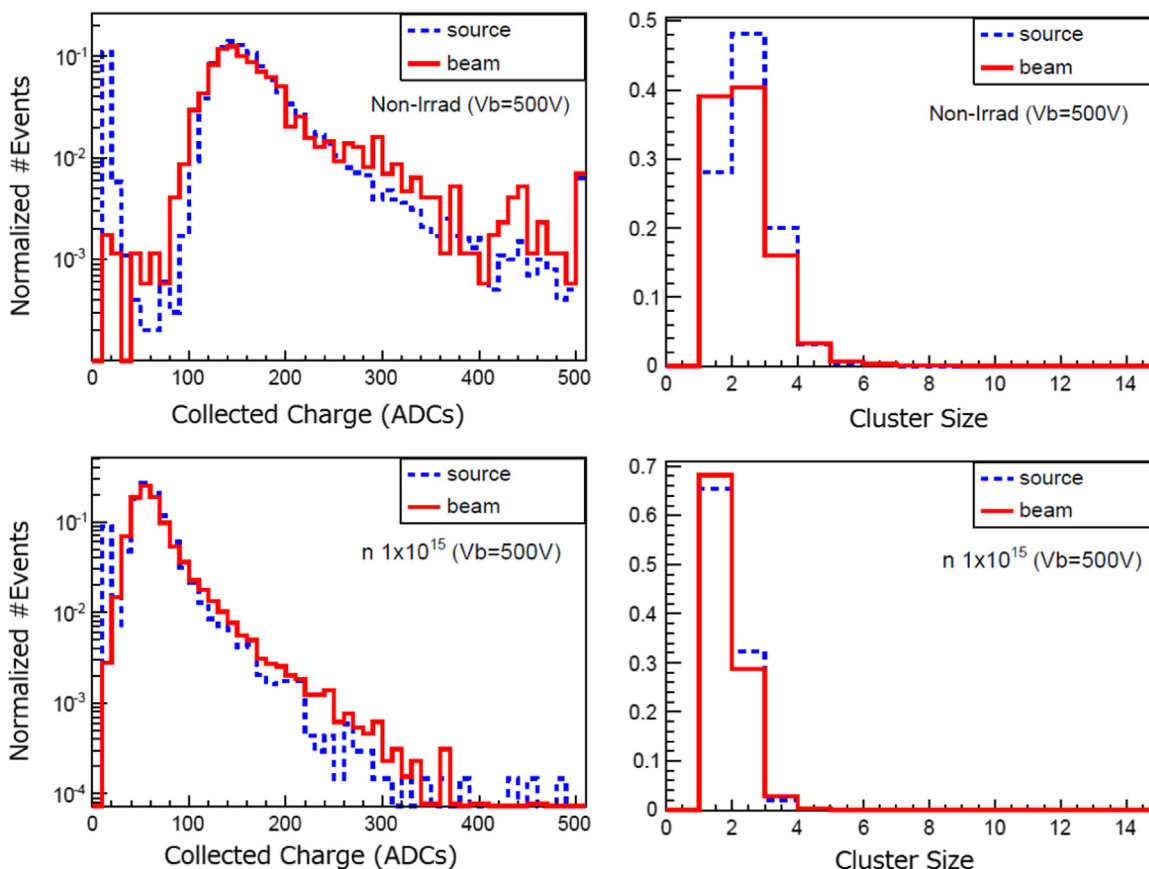 source
beam
Non-Irrad (Vb=500V)
Normalized #Events
10⁻¹
10⁻²
10⁻³
0 100 200 300 400 500
Collected Charge (ADCs)
source
beam
Non-Irrad (Vb=500V)
0.5
0.4
0.3
0.2
0.1
0
0 2 4 6 8 10 12 14
Cluster Size
source
beam
n 1x10¹⁵ (Vb=500V)
Normalized #Events
10⁻¹
10⁻²
10⁻³
10⁻⁴
0 100 200 300 400 500
Collected Charge (ADCs)
source
beam
n 1x10¹⁵ (Vb=500V)
0.7
0.6
0.5
0.4
0.3
0.2
0.1
0
0 2 4 6 8 10 12 14
Cluster Size